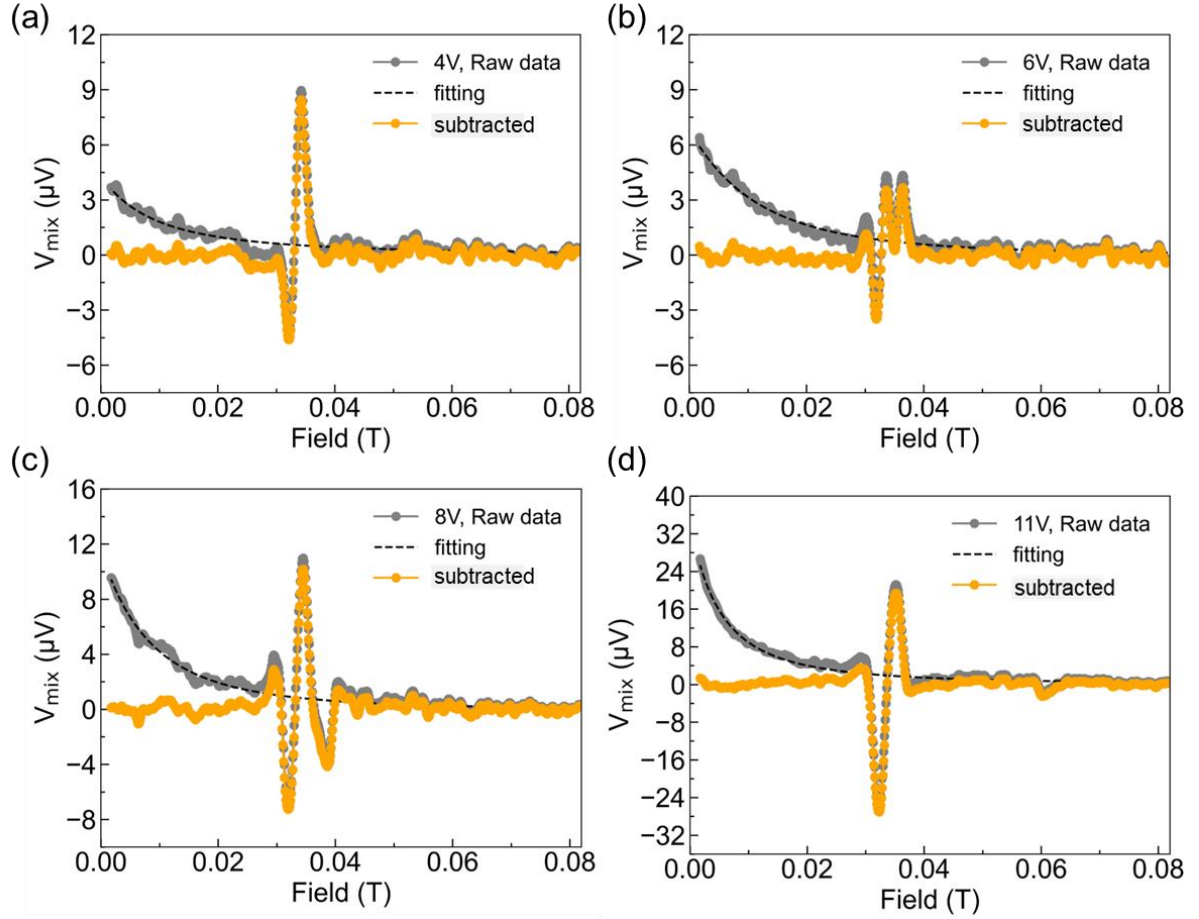 (a)
12
9
6
3
0
−3
−6
V_mix (μV)
4V, Raw data
fitting
subtracted
0.00 0.02 0.04 0.06 0.08
Field (T)
(b)
12
9
6
3
0
−3
−6
V_mix (μV)
6V, Raw data
fitting
subtracted
0.00 0.02 0.04 0.06 0.08
Field (T)
(c)
16
12
8
4
0
−4
−8
V_mix (μV)
8V, Raw data
fitting
subtracted
0.00 0.02 0.04 0.06 0.08
Field (T)
(d)
40
32
24
16
8
0
−8
−16
−24
−32
V_mix (μV)
11V, Raw data
fitting
subtracted
0.00 0.02 0.04 0.06 0.08
Field (T)